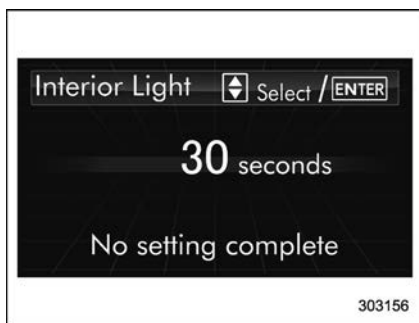 Interior Light Select / ENTER
30 seconds
No setting complete
303156